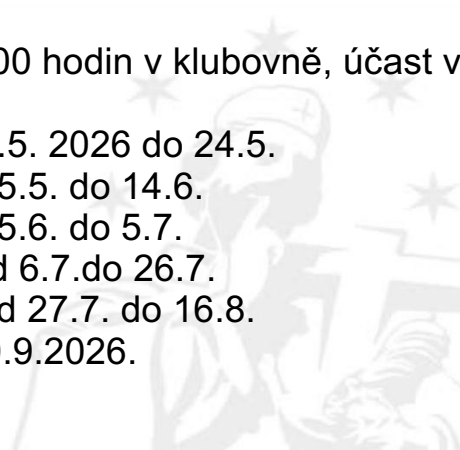 00 hodin v klubovně, účast v
.5. 2026 do 24.5.
5.5. do 14.6.
5.6. do 5.7.
d 6.7.do 26.7.
d 27.7. do 16.8.
.9.2026.